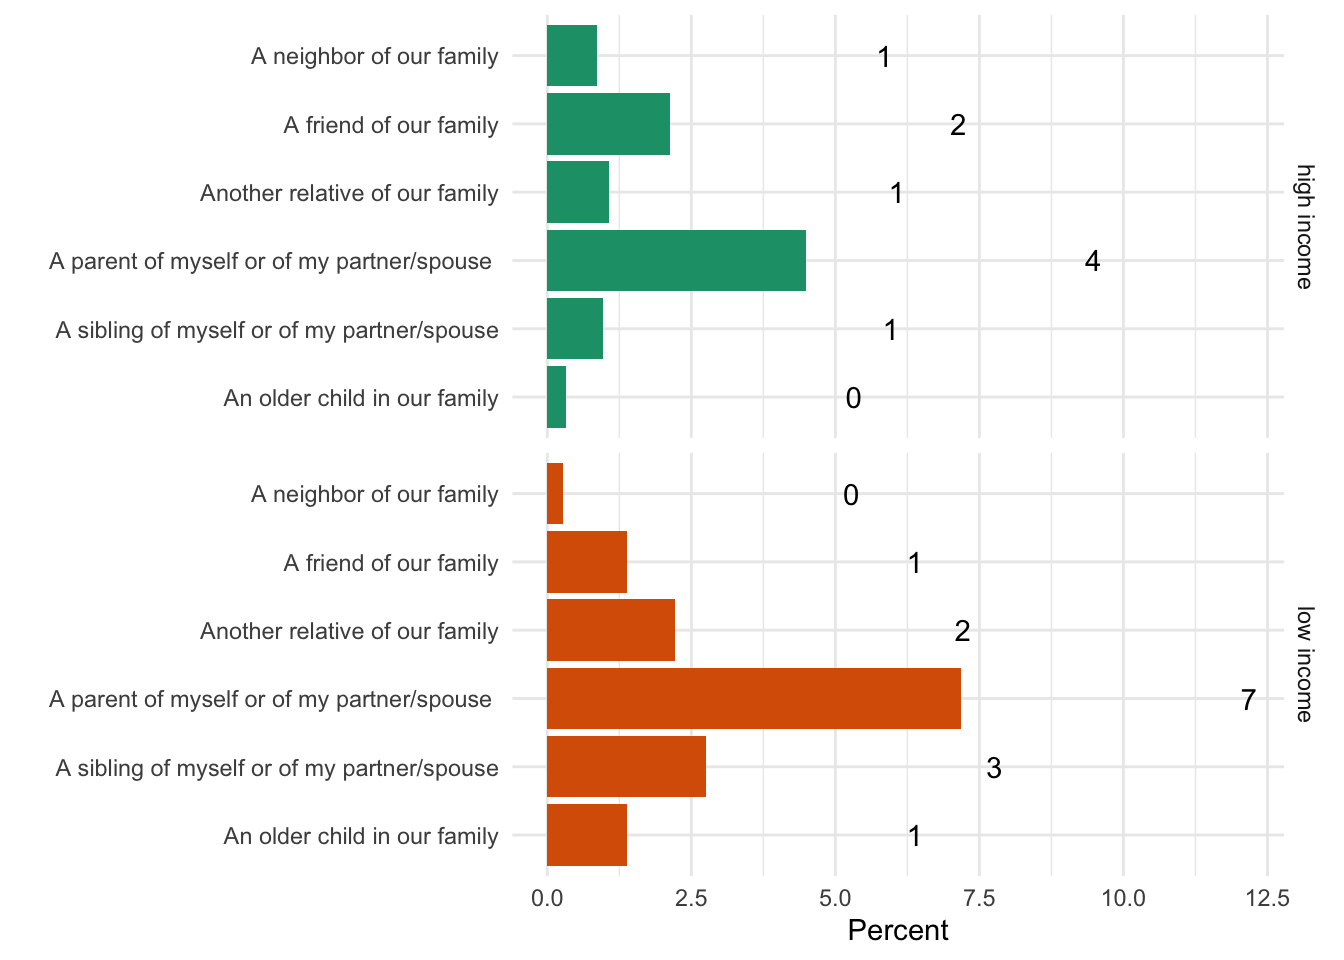 A neighbor of our family 1
A friend of our family 2
Another relative of our family 1
A parent of myself or of my partner/spouse 4
A sibling of myself or of my partner/spouse 1
An older child in our family 0
high income
A neighbor of our family 0
A friend of our family 1
Another relative of our family 2
A parent of myself or of my partner/spouse 7
A sibling of myself or of my partner/spouse 3
An older child in our family 1
low income
0.0 2.5 5.0 7.5 10.0 12.5
Percent